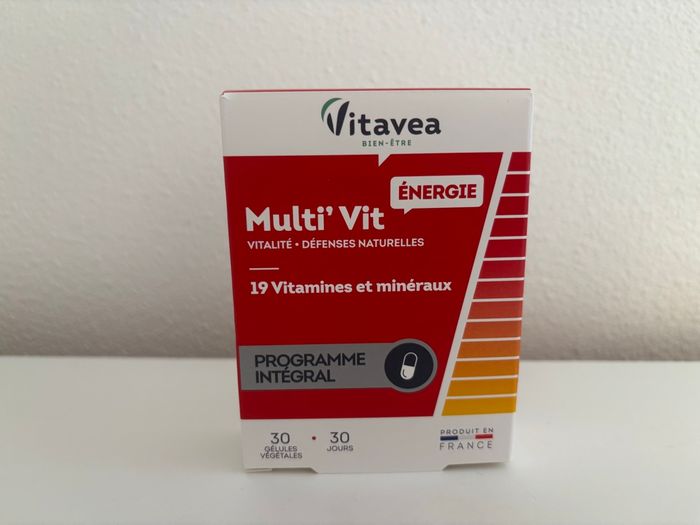 Vitavea
BIEN-ÊTRE
ÉNERGIE
Multi' Vit
VITALITÉ • DÉFENSES NATURELLES
19 Vitamines et minéraux
PROGRAMME
INTÉGRAL
30 • 30
GÉLULES JOURS
VÉGÉTALES
PRODUIT EN
FRANCE